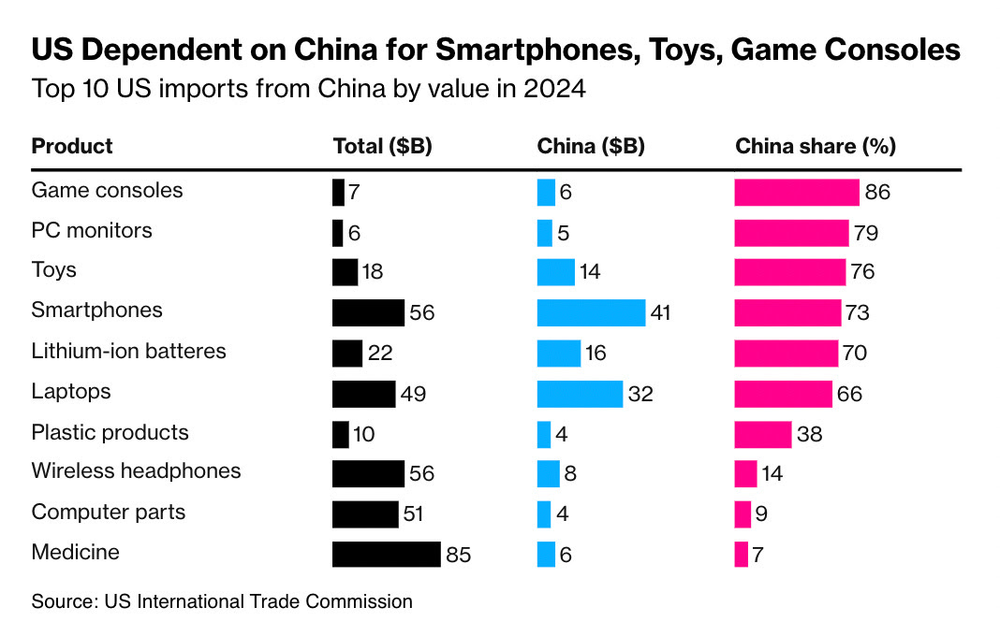 US Dependent on China for Smartphones, Toys, Game Consoles
Top 10 US imports from China by value in 2024
Product Total ($B) China ($B) China share (%)
Game consoles 7 6 86
PC monitors 6 5 79
Toys 18 14 76
Smartphones 56 41 73
Lithium-ion batteres 22 16 70
Laptops 49 32 66
Plastic products 10 4 38
Wireless headphones 56 8 14
Computer parts 51 4 9
Medicine 85 6 7
Source: US International Trade Commission